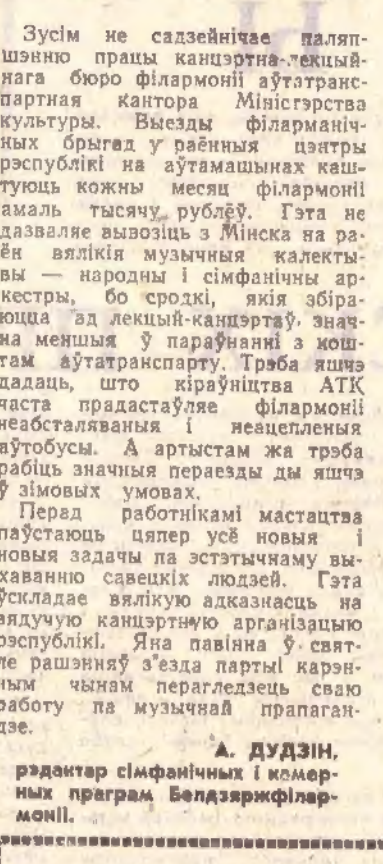 Зусім не садзейнічае паляп-
шэнню працы канцэртна-лекцый-
нага бюро філармоніі аўтатранс-
партная кантора Міністэрства
культуры. Выезды філарманіч-
ных брыгад у раённыя цэнтры
рэспублікі на аўтамашынах каш-
туюць кожны месяц філармоніі
амаль тысячу рублёў. Гэта не
дазваляе вывозіць з Мінска на ра-
ён вялікія музычныя калекты-
вы — народны і сімфанічны ар-
кестры, бо сродкі, якія збіра-
юцца ад лекцый-канцэртаў, знач-
на меншыя ў параўнанні з кош-
там аўтатранспарту. Трэба яшчэ
дадаць, што кіраўніцтва АТК
часта прадастаўляе філармоніі
неабсталяваныя і неацепленыя
аўтобусы. А артыстам жа трэба
рабіць значныя пераезды ды яшчэ
ў зімовых умовах.
Перад работнікамі мастацтва
паўстаюць цяпер усё новыя і
новыя задачы па эстэтычнаму вы-
хаванню савецкіх людзей. Гэта
ўскладае вялікую адказнасць на
вядучую канцэртную арганізацыю
рэспублікі. Яна павінна ў свят-
ле рашэнняў з'езда партыі карэн-
ным чынам перагледзець сваю
работу па музычнай прапаган-
дзе.
А. ДУДЗІН,
рэдактар сімфанічных і камер-
ных праграм Белдзяржфілар-
моніі.